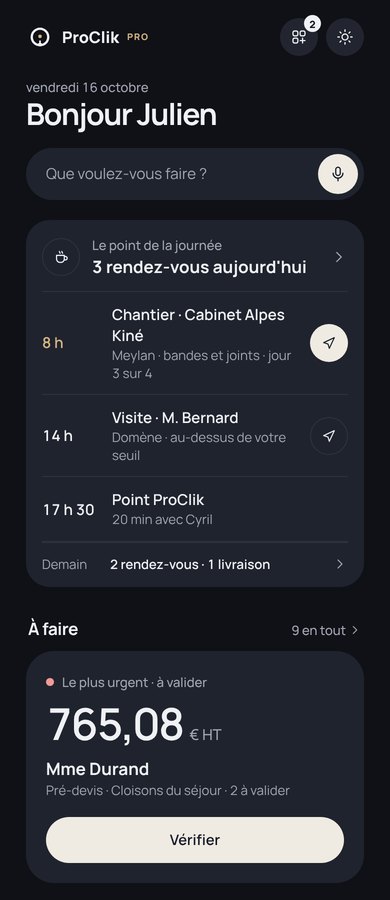 ProClik PRO
2
vendredi 16 octobre
Bonjour Julien
Que voulez-vous faire ?
Le point de la journée
3 rendez-vous aujourd'hui
8 h
Chantier · Cabinet Alpes
Kiné
Meylan · bandes et joints · jour
3 sur 4
14 h
Visite · M. Bernard
Domène · au-dessus de votre
seuil
17 h 30
Point ProClik
20 min avec Cyril
Demain 2 rendez-vous · 1 livraison
À faire
9 en tout
Le plus urgent · à valider
765,08 € HT
Mme Durand
Pré-devis · Cloisons du séjour · 2 à valider
Vérifier